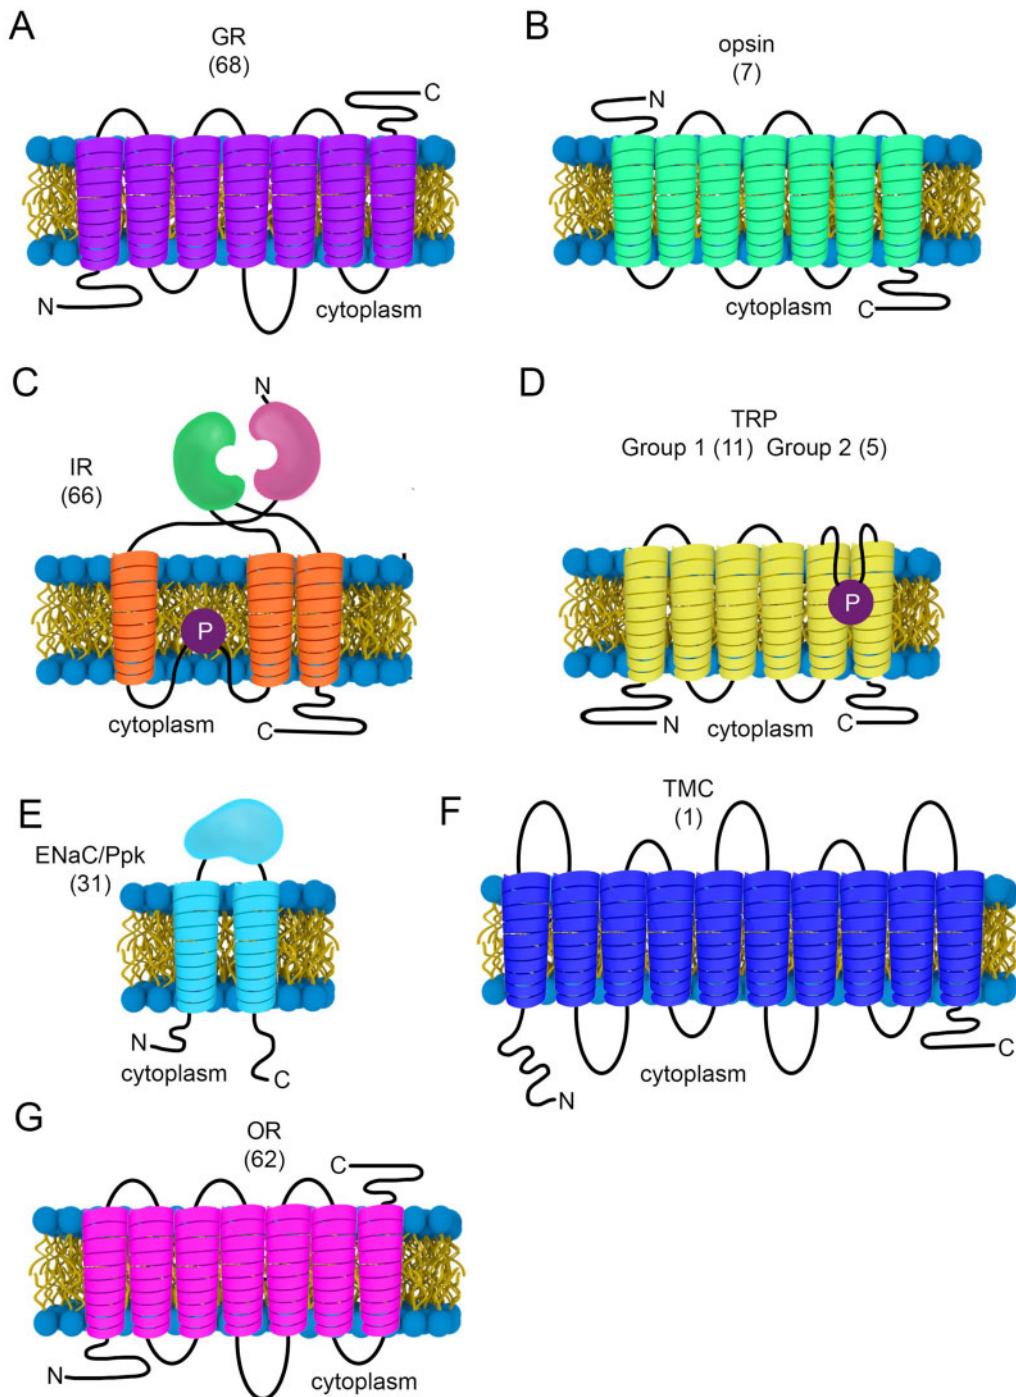 A
GR
(68)
C
N
cytoplasm
B
opsin
(7)
N
cytoplasm
C
C
N
IR
(66)
P
cytoplasm
C
D
TRP
Group 1 (11) Group 2 (5)
P
N
cytoplasm
C
E
ENaC/Ppk
(31)
N
cytoplasm
C
F
TMC
(1)
C
cytoplasm
N
G
OR
(62)
C
N
cytoplasm